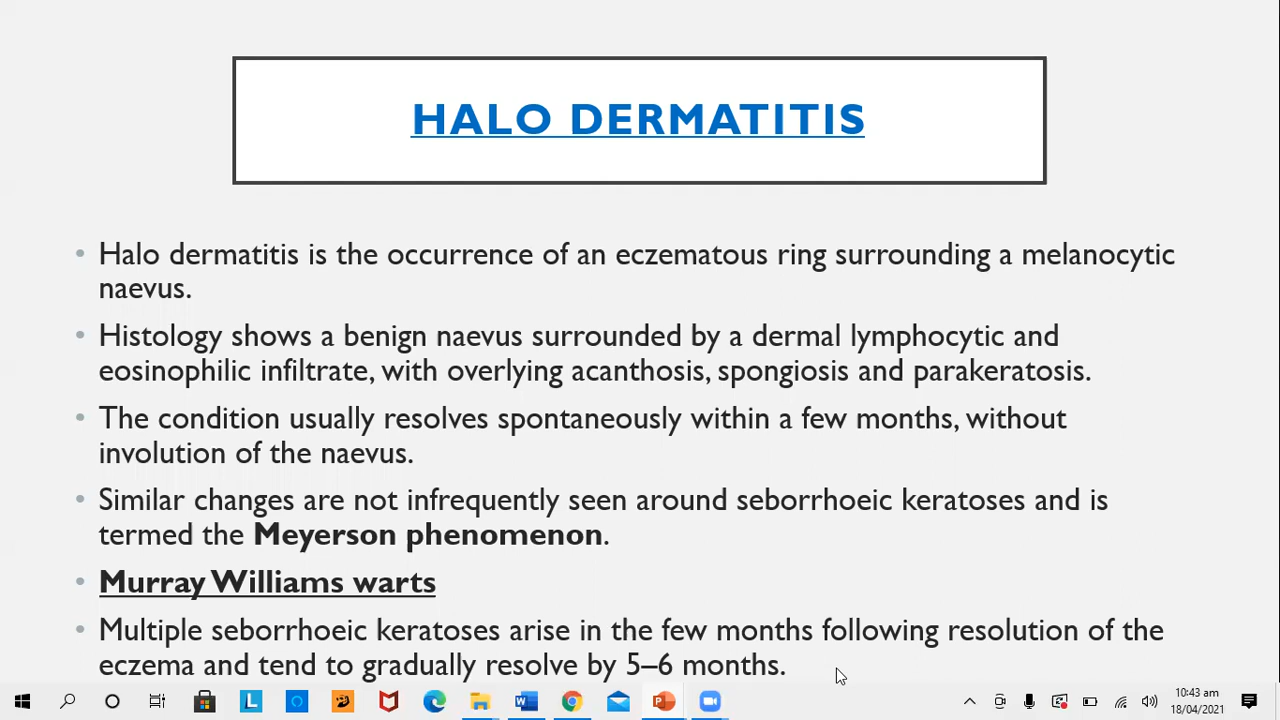 HALO DERMATITIS
• Halo dermatitis is the occurrence of an eczematous ring surrounding a melanocytic
naevus.
• Histology shows a benign naevus surrounded by a dermal lymphocytic and
eosinophilic infiltrate, with overlying acanthosis, spongiosis and parakeratosis.
• The condition usually resolves spontaneously within a few months, without
involution of the naevus.
• Similar changes are not infrequently seen around seborrhoeic keratoses and is
termed the Meyerson phenomenon.
• Murray Williams warts
• Multiple seborrhoeic keratoses arise in the few months following resolution of the
eczema and tend to gradually resolve by 5–6 months.
10:43 am
18/04/2021